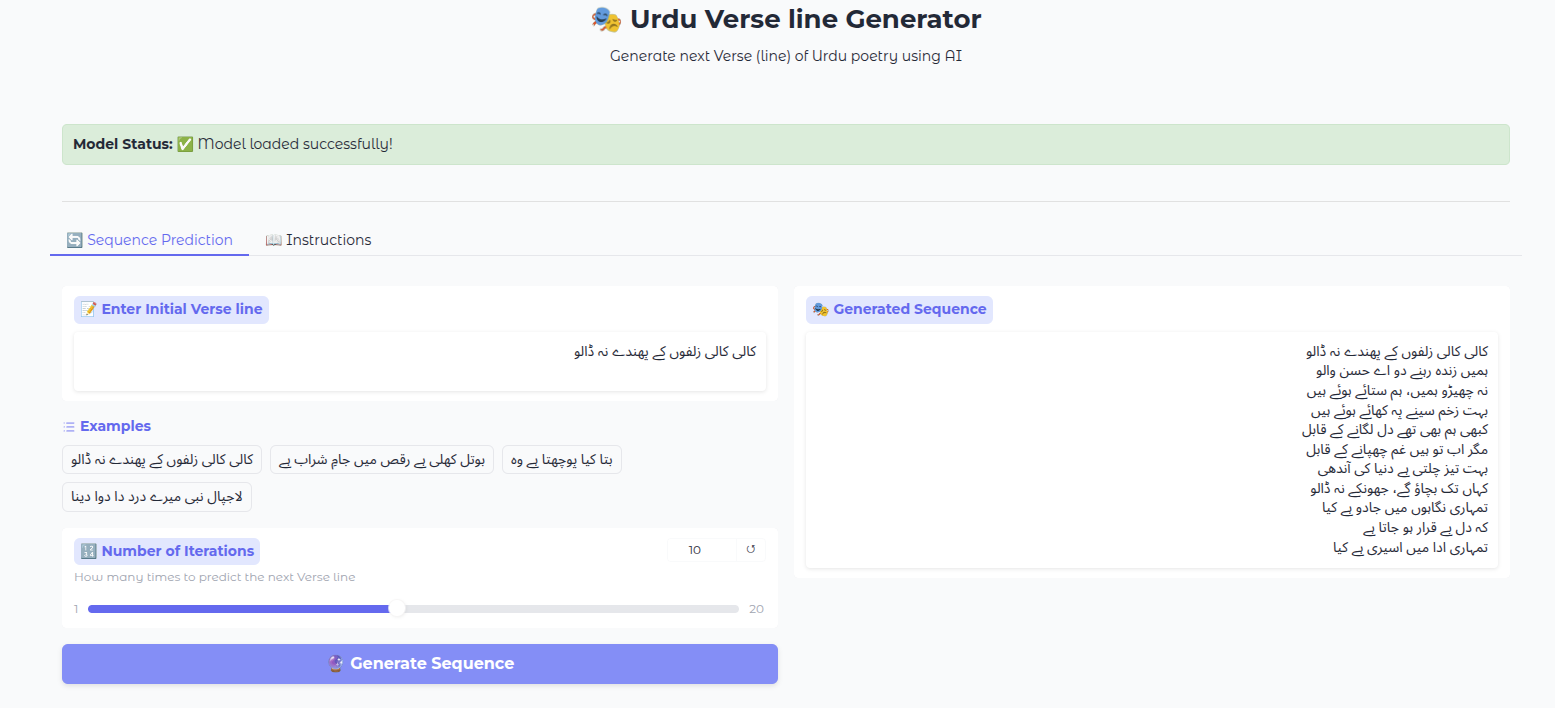 🎭 Urdu Verse line Generator
Generate next Verse (line) of Urdu poetry using AI
Model Status: ✅ Model loaded successfully!
🔄 Sequence Prediction
📖 Instructions
📝 Enter Initial Verse line
کالی کالی زلفوں کے پھندے نہ ڈالو
Examples
کالی کالی زلفوں کے پھندے نہ ڈالو
بوتل کھلی ہے رقص میں جامِ شراب ہے
بتا کیا پوچھتا ہے وہ
لاجپال نبی میرے درد دا دوا دینا
🔢 Number of Iterations
10
↺
How many times to predict the next Verse line
1
20
🔮 Generate Sequence
🎭 Generated Sequence
کالی کالی زلفوں کے پھندے نہ ڈالو
ہمیں زندہ رہنے دو اے حسن والو
نہ چھیڑو ہمیں، ہم ستائے ہوئے ہیں
بہت زخم سینے پہ کھائے ہوئے ہیں
کبھی ہم بھی تھے دل لگانے کے قابل
مگر اب تو ہیں غم چھپانے کے قابل
بہت تیز چلتی ہے دنیا کی آندھی
کہاں تک بچاؤ گے، جھونکے نہ ڈالو
تمہاری نگاہوں میں جادو ہے کیا
کہ دل بے قرار ہو جاتا ہے
تمہاری ادا میں اسیری ہے کیا